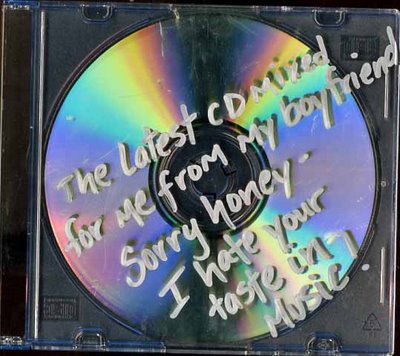 The Latest CD mixed
for me from my boyfriend.
Sorry honey.
I hate your
taste in
Music!